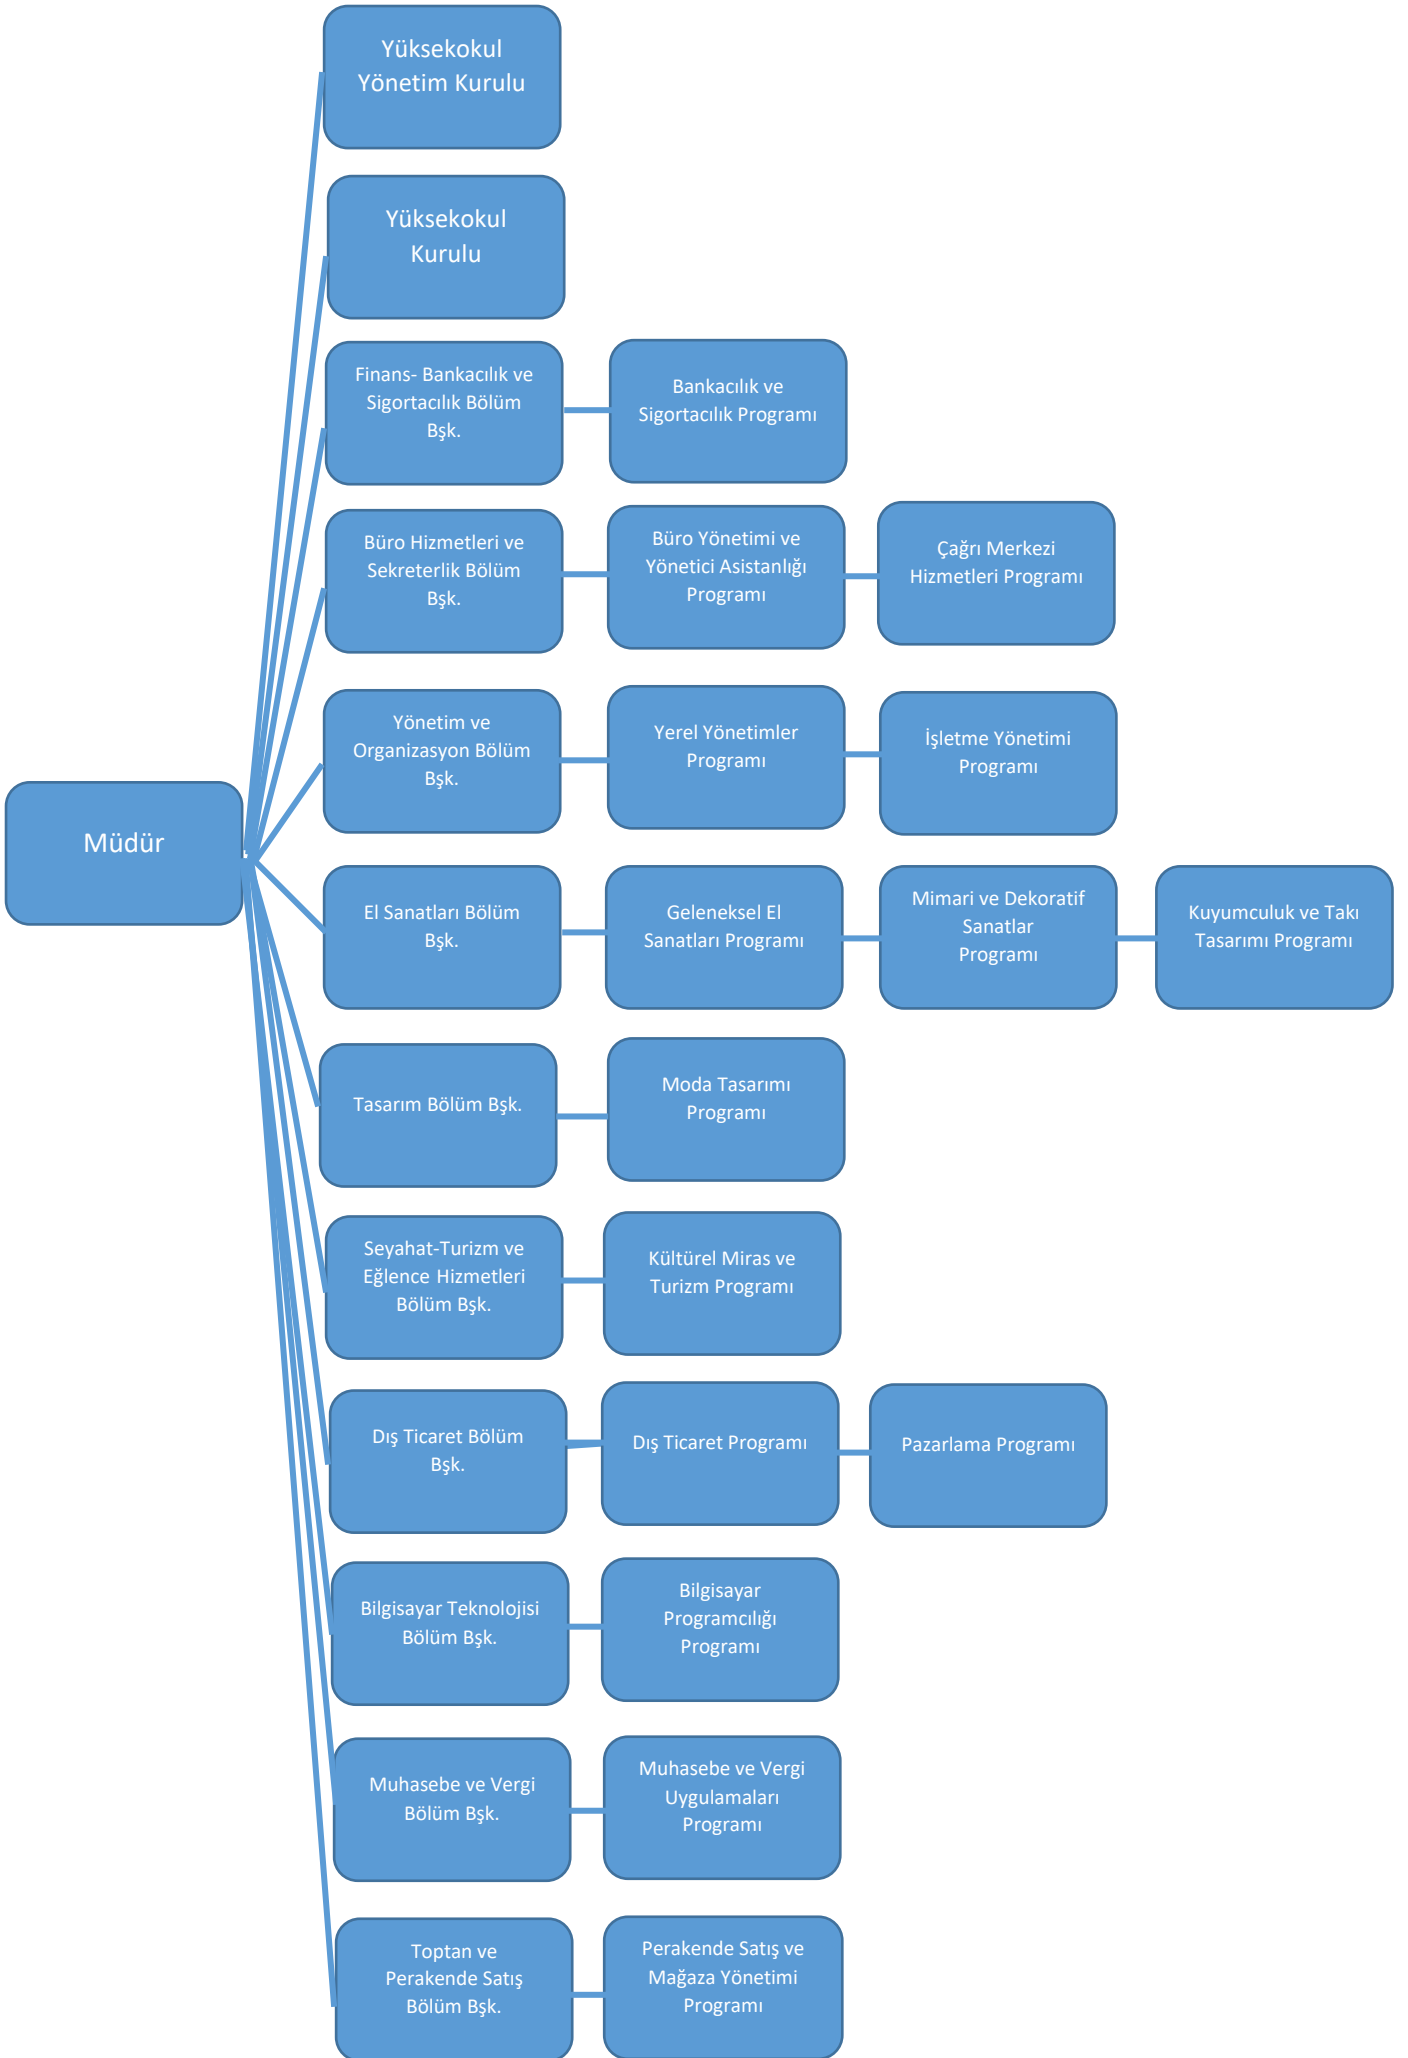 Yüksekokul
Yönetim Kurulu
Yüksekokul
Kurulu
Finans- Bankacılık ve
Sigortacılık Bölüm
Bşk.
Bankacılık ve
Sigortacılık Programı
Büro Hizmetleri ve
Sekreterlik Bölüm
Bşk.
Büro Yönetimi ve
Yönetici Asistanlığı
Programı
Çağrı Merkezi
Hizmetleri Programı
Yönetim ve
Organizasyon Bölüm
Bşk.
Yerel Yönetimler
Programı
İşletme Yönetimi
Programı
Müdür
El Sanatları Bölüm
Bşk.
Geleneksel El
Sanatları Programı
Mimari ve Dekoratif
Sanatlar
Programı
Kuyumculuk ve Takı
Tasarımı Programı
Tasarım Bölüm Bşk.
Moda Tasarımı
Programı
Seyahat-Turizm ve
Eğlence Hizmetleri
Bölüm Bşk.
Kültürel Miras ve
Turizm Programı
Dış Ticaret Bölüm
Bşk.
Dış Ticaret Programı
Pazarlama Programı
Bilgisayar Teknolojisi
Bölüm Bşk.
Bilgisayar
Programcılığı
Programı
Muhasebe ve Vergi
Bölüm Bşk.
Muhasebe ve Vergi
Uygulamaları
Programı
Toptan ve
Perakende Satış
Bölüm Bşk.
Perakende Satış ve
Mağaza Yönetimi
Programı